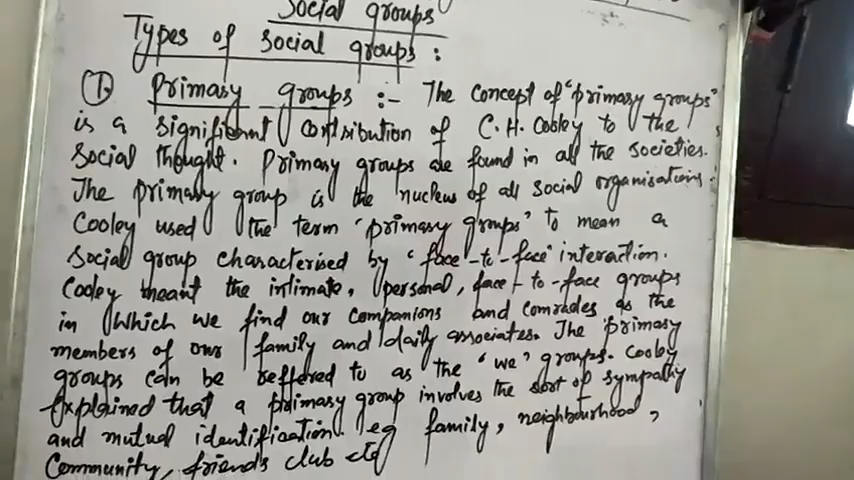 Social groups
Types of social groups :
1. Primary groups :- The concept of "primary groups"
is a significant contribution of C.H. Cooley to the
Social thought. Primary groups are found in all the societies.
The primary group is the nucleus of all social organisations.
Cooley used the term "primary groups" to mean a
Social group characterised by "face-to-face" interaction.
Cooley meant the intimate, personal, face-to-face groups
in which we find our companions and comrades as the
members of our family and daily associates. The primary
groups can be reffered to as the "we" groups. Cooley
explained that a primary group involves the sort of sympathy
and mutual identification. eg family, neighbourhood,
Community, friends club etc